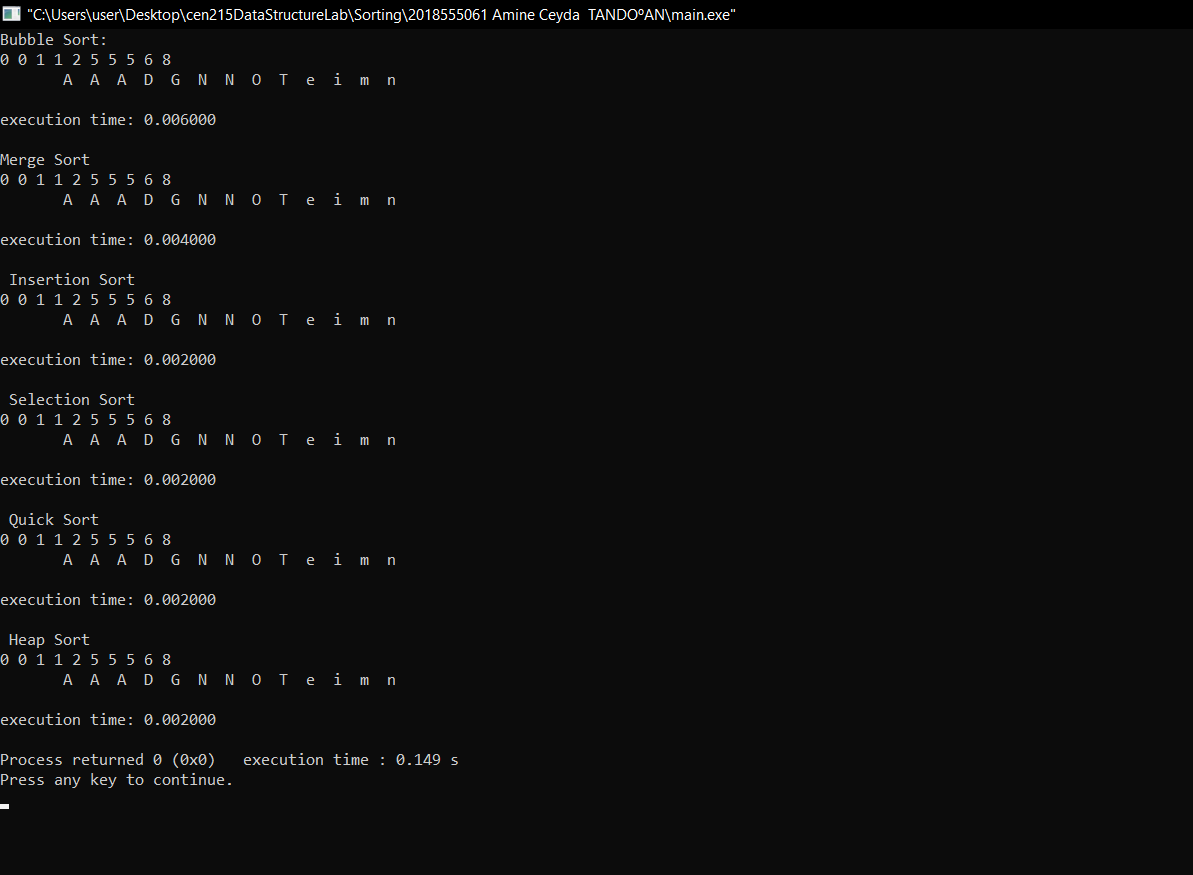 "C:\Users\user\Desktop\cen215DataStructureLab\Sorting\2018555061 Amine Ceyda  TANDOºAN\main.exe"
Bubble Sort:
0 0 1 1 2 5 5 5 6 8
       A  A  A  D  G  N  N  O  T  e  i  m  n
execution time: 0.006000
Merge Sort
0 0 1 1 2 5 5 5 6 8
       A  A  A  D  G  N  N  O  T  e  i  m  n
execution time: 0.004000
 Insertion Sort
0 0 1 1 2 5 5 5 6 8
       A  A  A  D  G  N  N  O  T  e  i  m  n
execution time: 0.002000
 Selection Sort
0 0 1 1 2 5 5 5 6 8
       A  A  A  D  G  N  N  O  T  e  i  m  n
execution time: 0.002000
 Quick Sort
0 0 1 1 2 5 5 5 6 8
       A  A  A  D  G  N  N  O  T  e  i  m  n
execution time: 0.002000
 Heap Sort
0 0 1 1 2 5 5 5 6 8
       A  A  A  D  G  N  N  O  T  e  i  m  n
execution time: 0.002000
Process returned 0 (0x0)   execution time : 0.149 s
Press any key to continue.